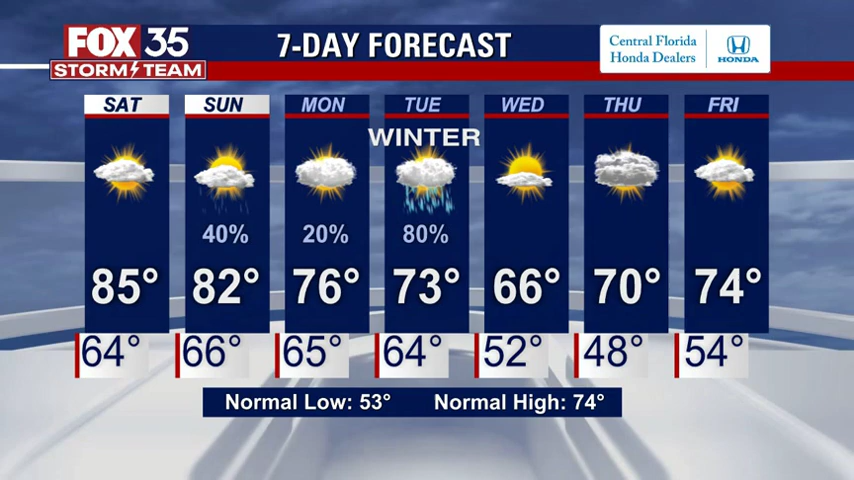 FOX 35
STORM TEAM
7-DAY FORECAST
Central Florida
Honda Dealers
HONDA
SAT SUN MON TUE WED THU FRI
WINTER
40% 20% 80%
85° 82° 76° 73° 66° 70° 74°
64° 66° 65° 64° 52° 48° 54°
Normal Low: 53° Normal High: 74°